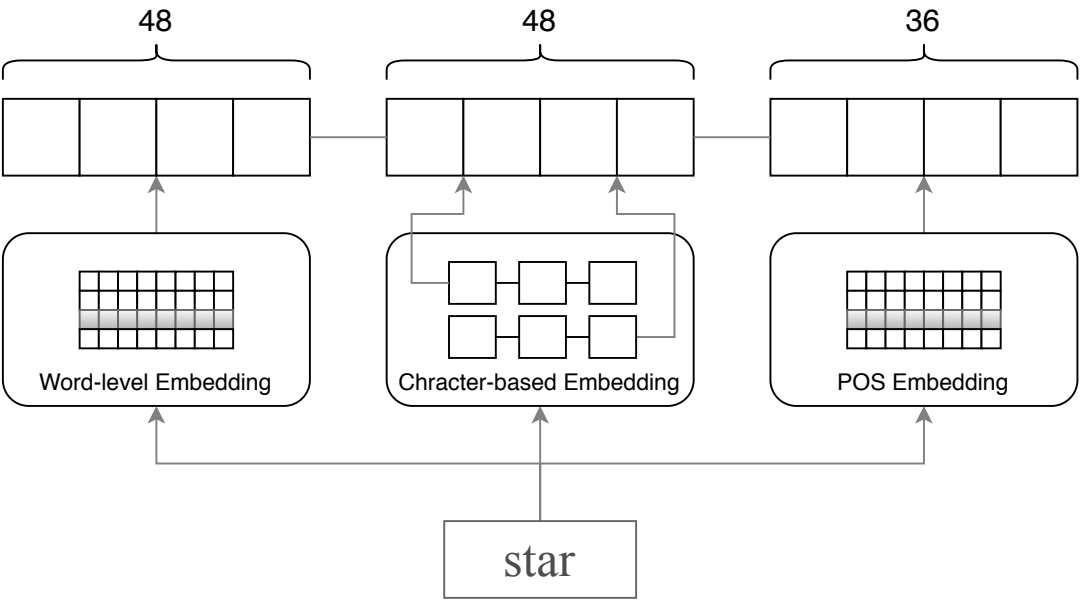 48
48
36
Word-level Embedding
Chracter-based Embedding
POS Embedding
star